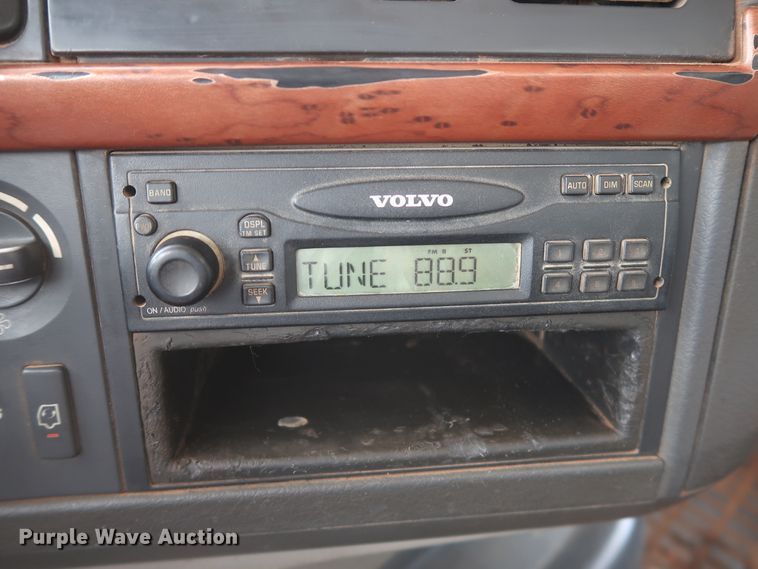 VOLVO
BAND
AUTO DIM SCAN
DSPL
TM SET
TUNE
SEEK
FM II ST
TUNE 88.9
ON / AUDIO push
Purple Wave Auction